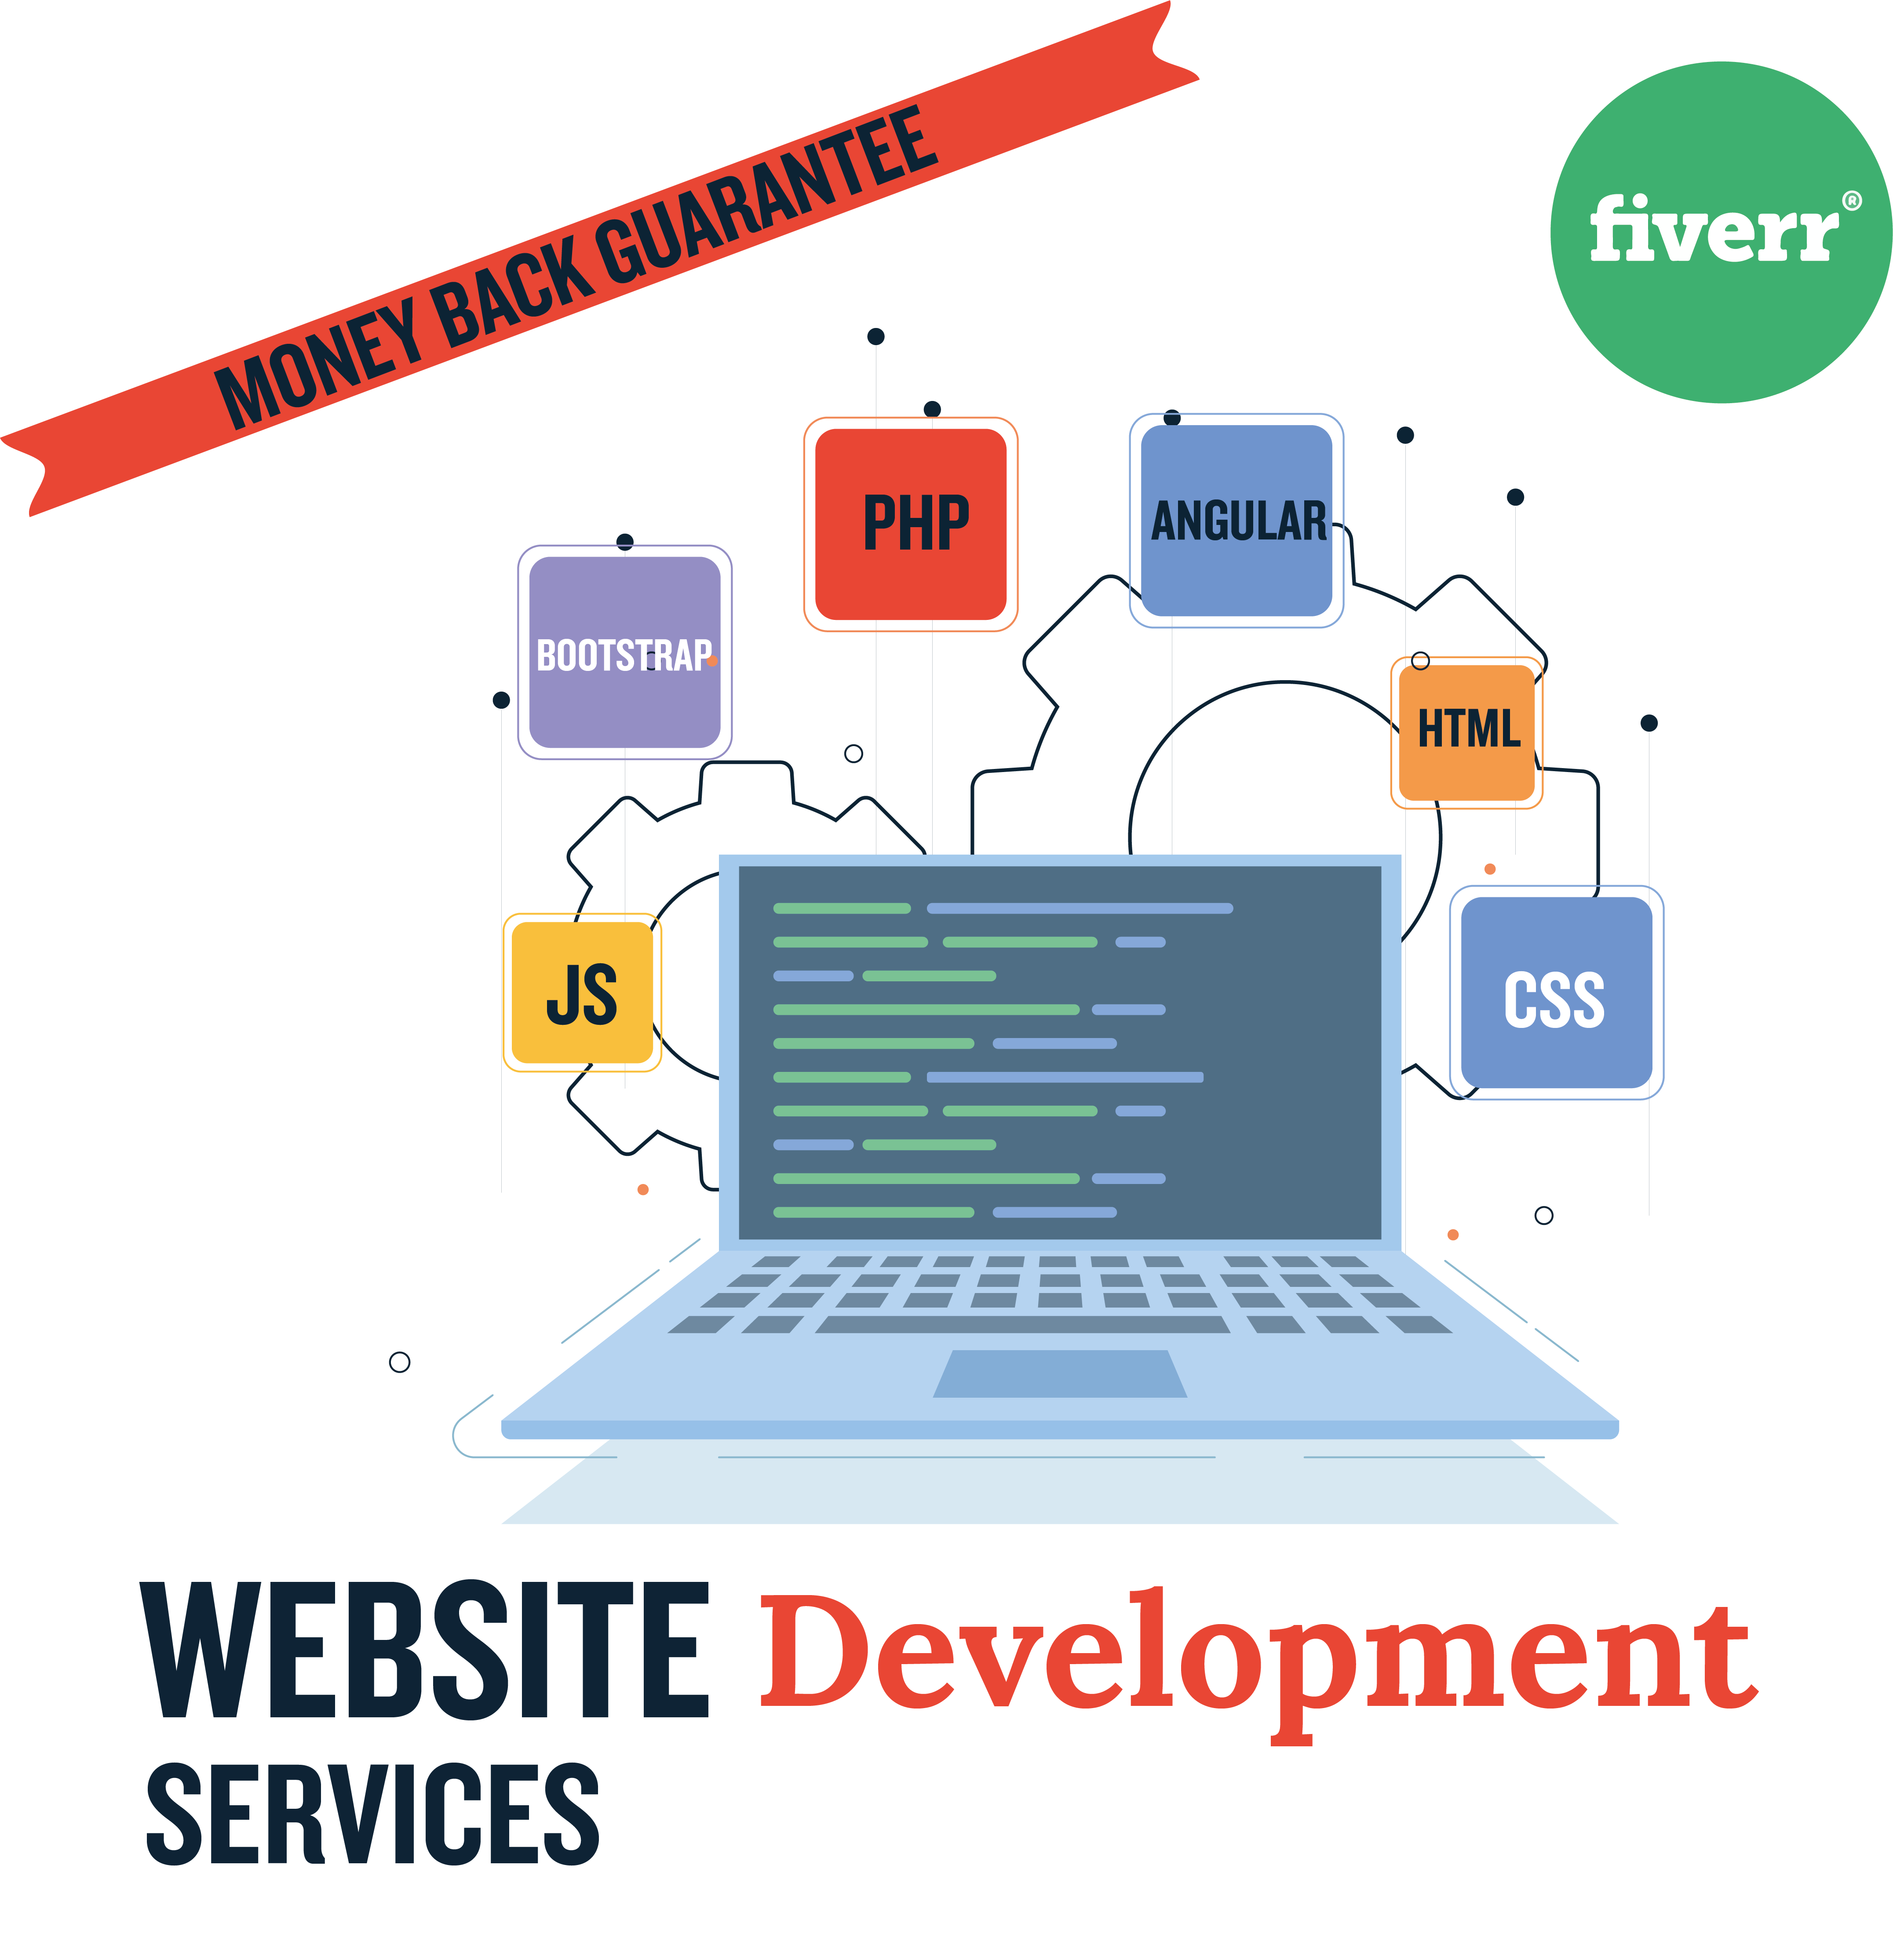 MONEY BACK GUARANTEE
fiverr®
PHP
ANGULAR
BOOTSTRAP
HTML
JS
CSS
WEBSITE Development
SERVICES